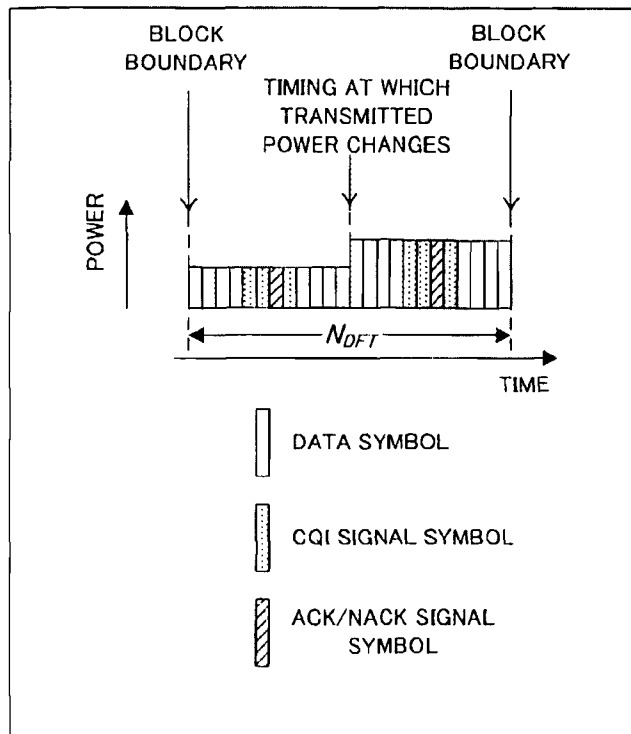 BLOCK
BOUNDARY
BLOCK
BOUNDARY
TIMING AT WHICH
TRANSMITTED
POWER CHANGES
POWER
N_DFT
TIME
DATA SYMBOL
CQI SIGNAL SYMBOL
ACK/NACK SIGNAL
SYMBOL